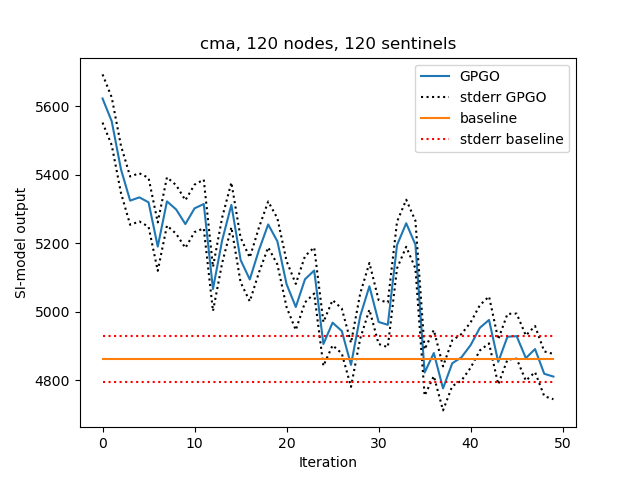 cma, 120 nodes, 120 sentinels
GPGO
stderr GPGO
baseline
stderr baseline
SI-model output
5600
5400
5200
5000
4800
0 10 20 30 40 50
Iteration